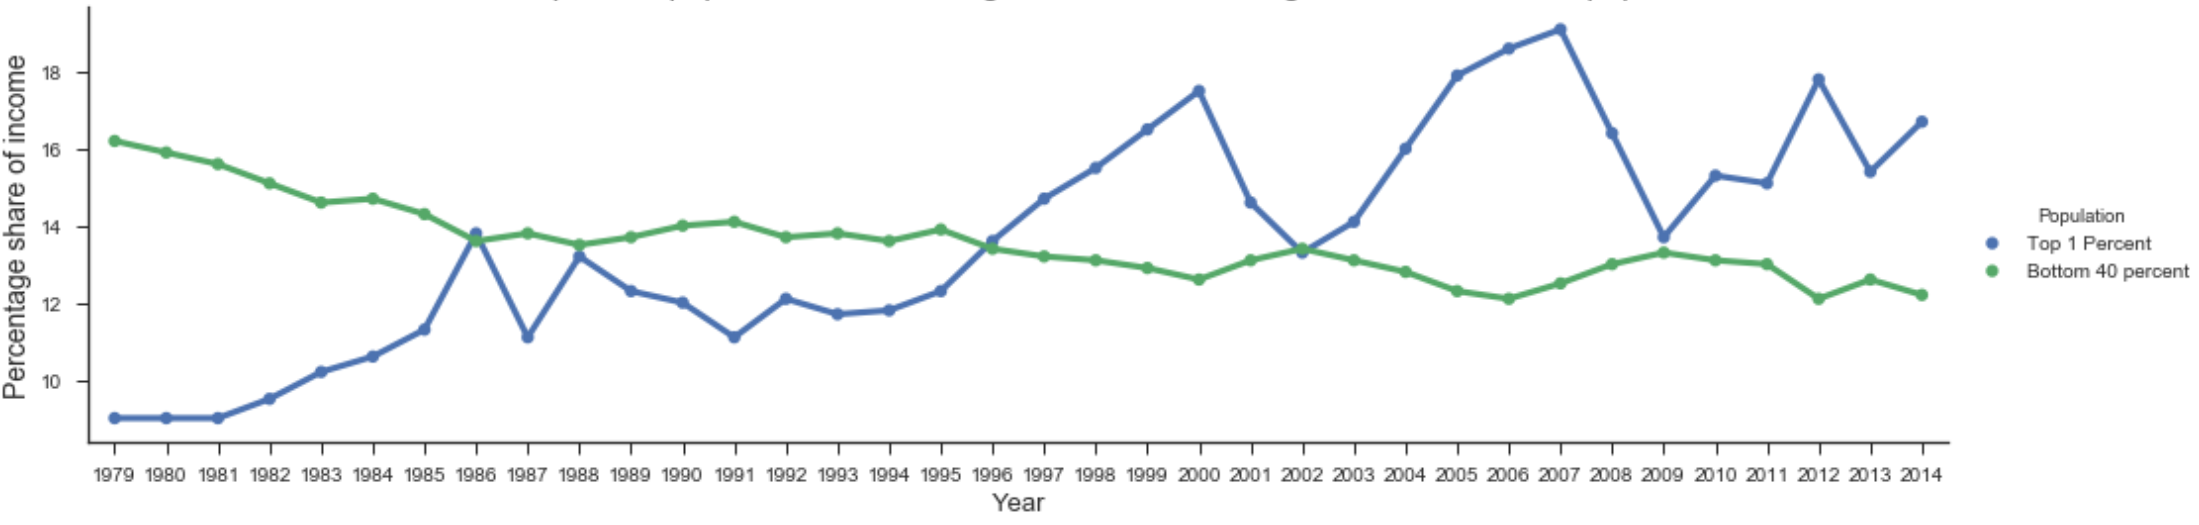 Percentage share of income
18
16
14
12
10
1979 1980 1981 1982 1983 1984 1985 1986 1987 1988 1989 1990 1991 1992 1993 1994 1995 1996 1997 1998 1999 2000 2001 2002 2003 2004 2005 2006 2007 2008 2009 2010 2011 2012 2013 2014
Year
Population
Top 1 Percent
Bottom 40 percent